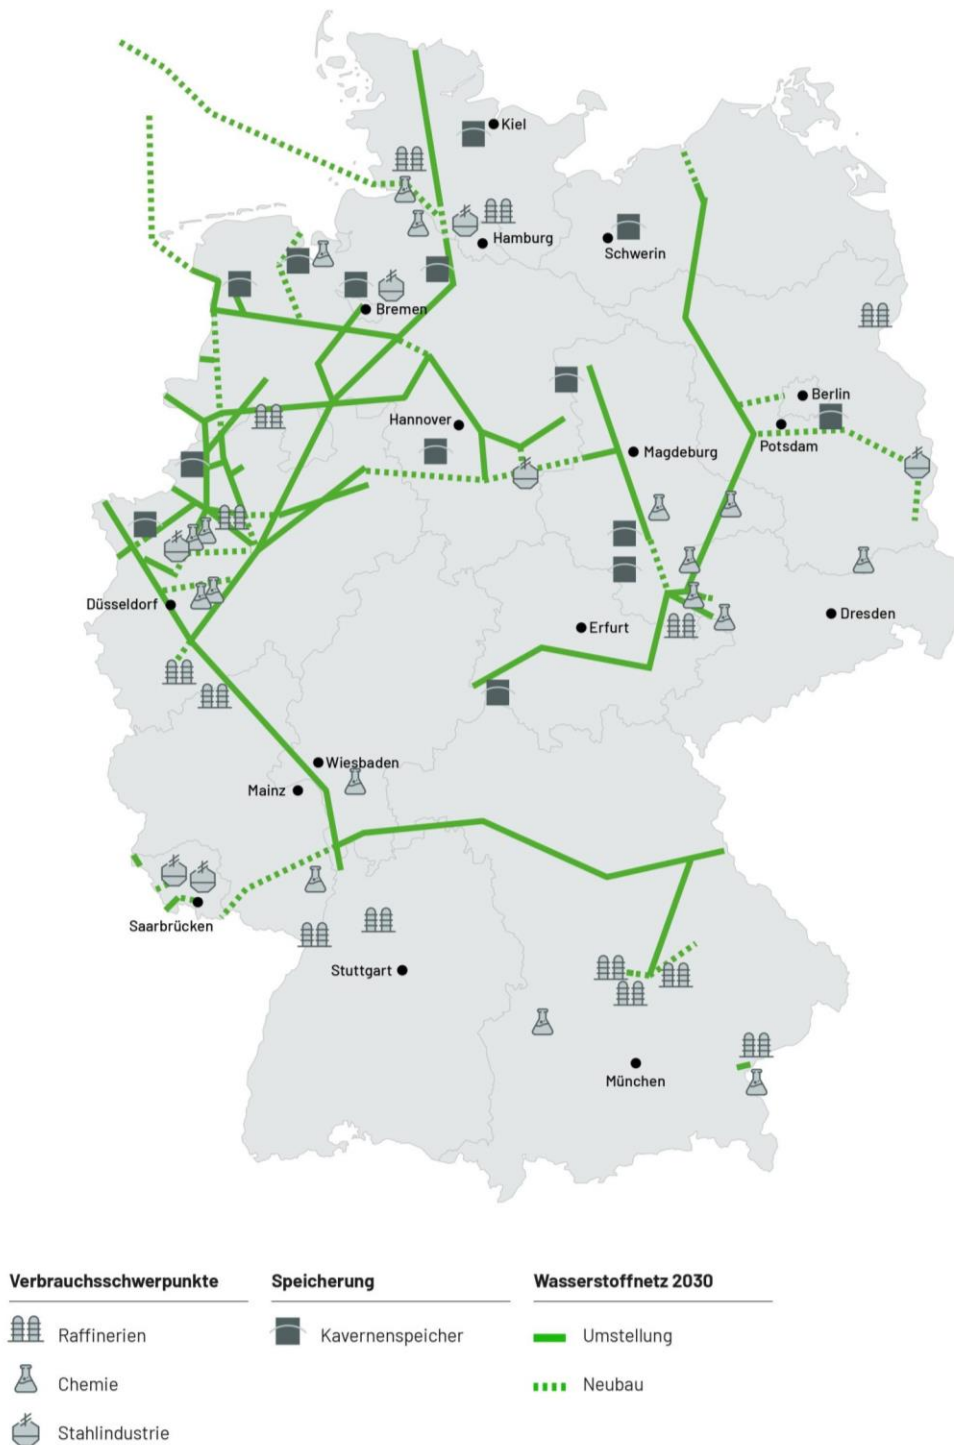 Kiel
Hamburg
Schwerin
Bremen
Berlin
Hannover
Potsdam
Magdeburg
Düsseldorf
Erfurt
Dresden
Wiesbaden
Mainz
Saarbrücken
Stuttgart
München
Verbrauchsschwerpunkte
Raffinerien
Chemie
Stahlindustrie
Speicherung
Kavernenspeicher
Wasserstoffnetz 2030
Umstellung
Neubau